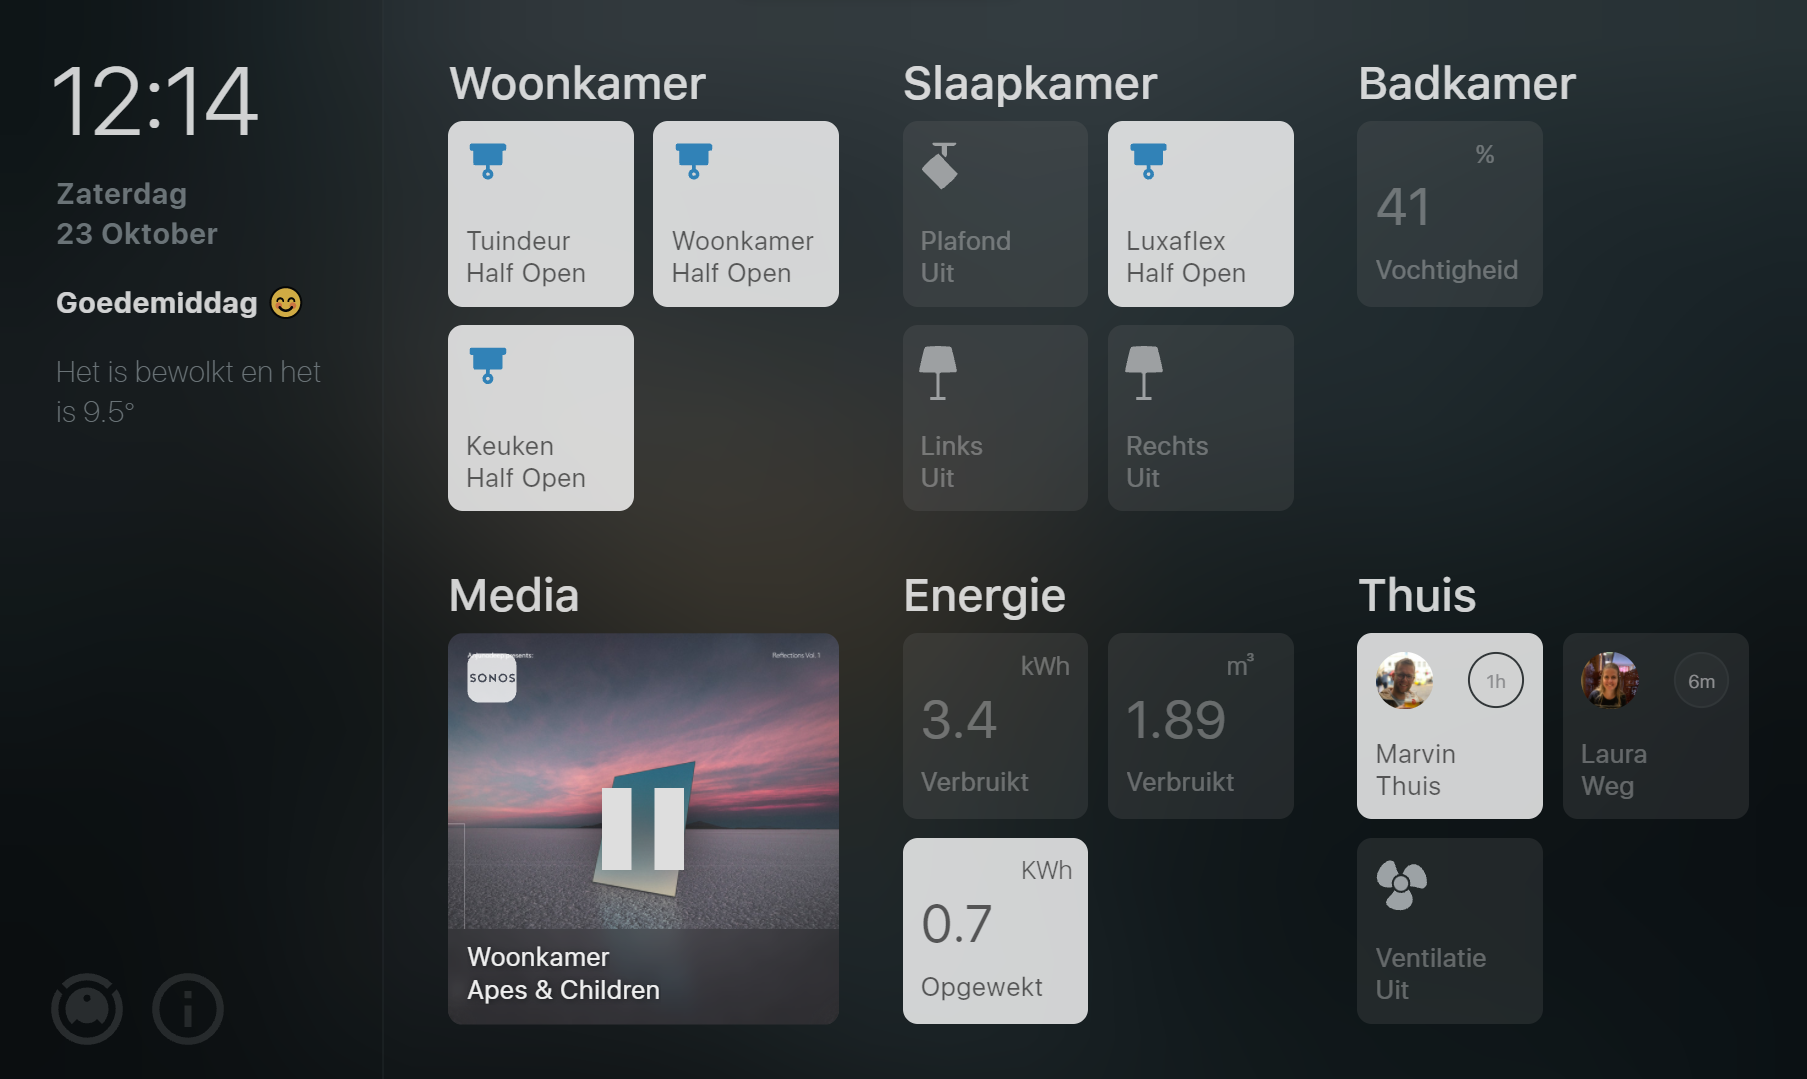 12:14
Zaterdag
23 Oktober
Goedemiddag
Het is bewolkt en het
is 9.5°
Woonkamer
Tuindeur
Half Open
Woonkamer
Half Open
Keuken
Half Open
Slaapkamer
Plafond
Uit
Luxaflex
Half Open
Links
Uit
Rechts
Uit
Badkamer
%
41
Vochtigheid
Media
presents:
Reflections Vol. 1
SONOS
Woonkamer
Apes & Children
Energie
kWh
3.4
Verbruikt
m³
1.89
Verbruikt
KWh
0.7
Opgewekt
Thuis
1h
Marvin
Thuis
6m
Laura
Weg
Ventilatie
Uit